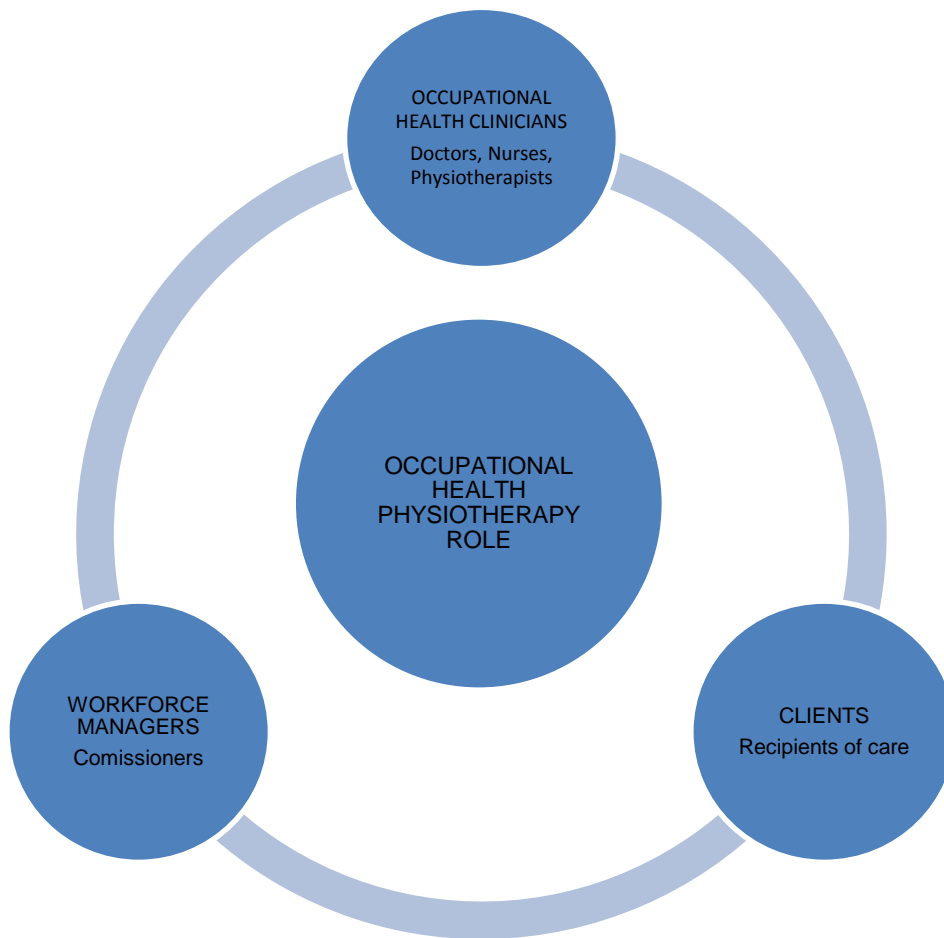 OCCUPATIONAL
HEALTH CLINICIANS
Doctors, Nurses,
Physiotherapists
OCCUPATIONAL
HEALTH
PHYSIOTHERAPY
ROLE
WORKFORCE
MANAGERS
Comissioners
CLIENTS
Recipients of care